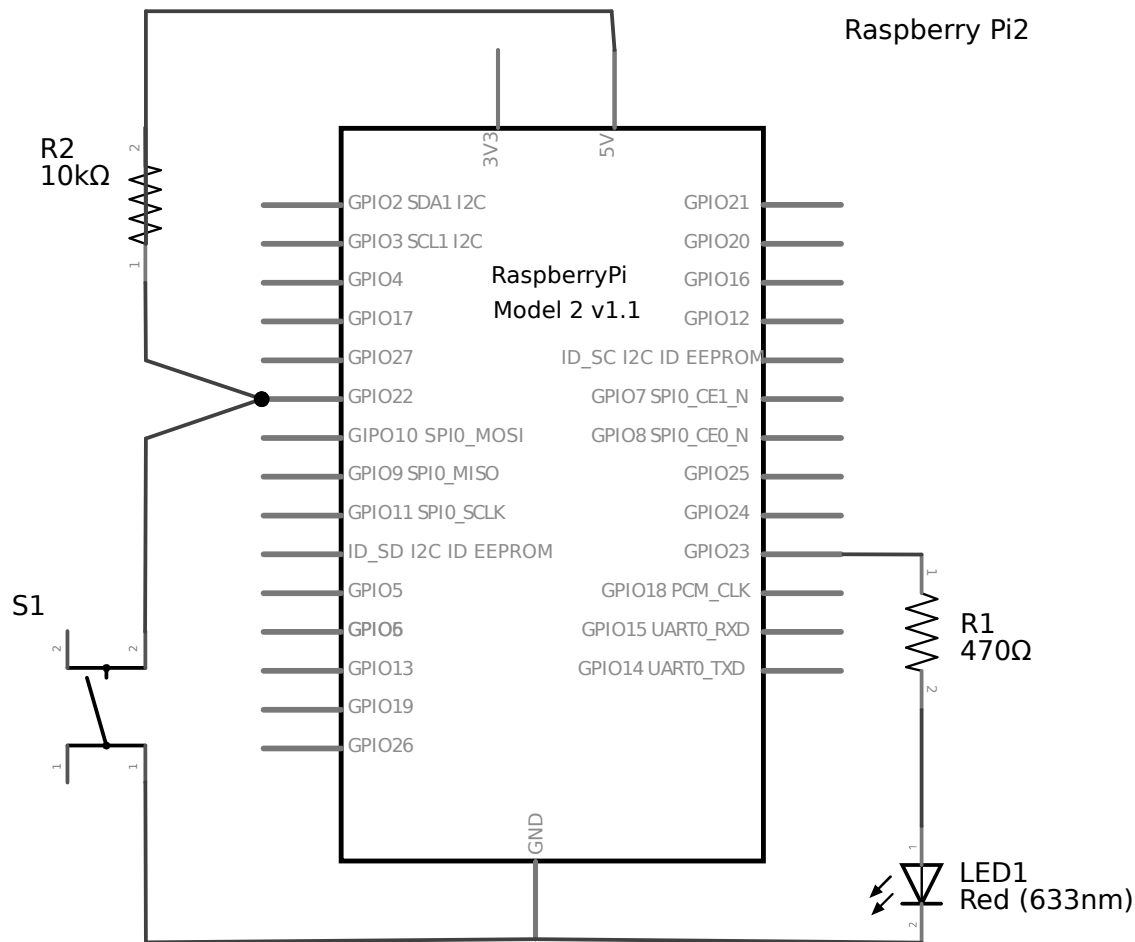 Raspberry Pi2
3V3
5V
R2
10kΩ
2
1
GPIO2 SDA1 I2C
GPIO3 SCL1 I2C
GPIO4
GPIO17
GPIO27
GPIO22
GIPO10 SPI0_MOSI
GPIO9 SPI0_MISO
GPIO11 SPI0_SCLK
ID_SD I2C ID EEPROM
GPIO5
GPIO6
GPIO13
GPIO19
GPIO26
RaspberryPi
Model 2 v1.1
GPIO21
GPIO20
GPIO16
GPIO12
ID_SC I2C ID EEPROM
GPIO7 SPI0_CE1_N
GPIO8 SPI0_CE0_N
GPIO25
GPIO24
GPIO23
GPIO18 PCM_CLK
GPIO15 UART0_RXD
GPIO14 UART0_TXD
GND
S1
2
2
1
1
1
R1
470Ω
2
1
LED1
Red (633nm)
2